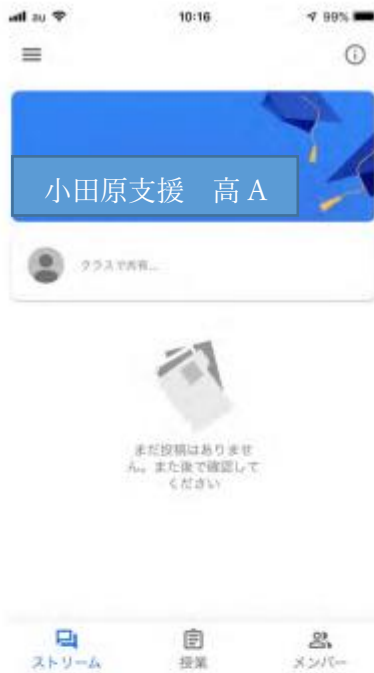 au 10:16 99%
小田原支援 高A
クラスで共有...
まだ投稿はありませ
ん。また後で確認して
ください
ストリーム 授業 メンバー